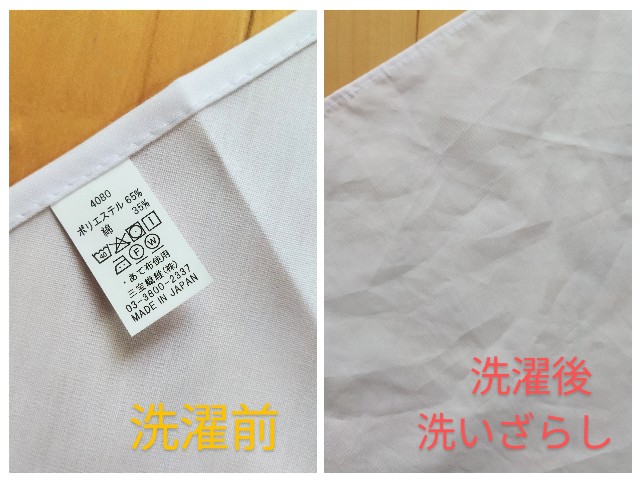 4080
ポリエステル 65%
綿 35%
40
F W
・あて布使用
三宝繊維(株)
03-3800-2337
MADE IN JAPAN
洗濯前
洗濯後
洗いざらし